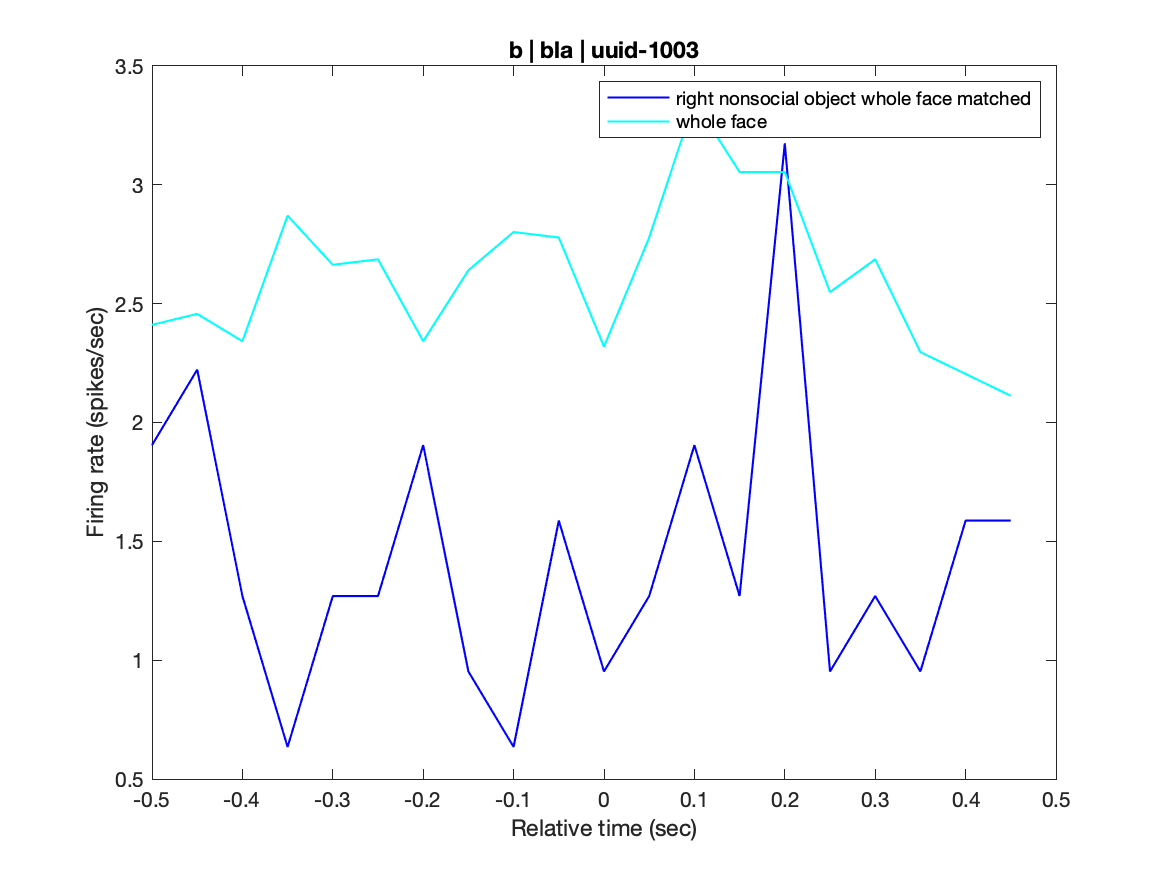 b | bla | uuid-1003
3.5
right nonsocial object whole face matched
whole face
3
2.5
2
1.5
1
0.5
Firing rate (spikes/sec)
-0.5 -0.4 -0.3 -0.2 -0.1 0 0.1 0.2 0.3 0.4 0.5
Relative time (sec)